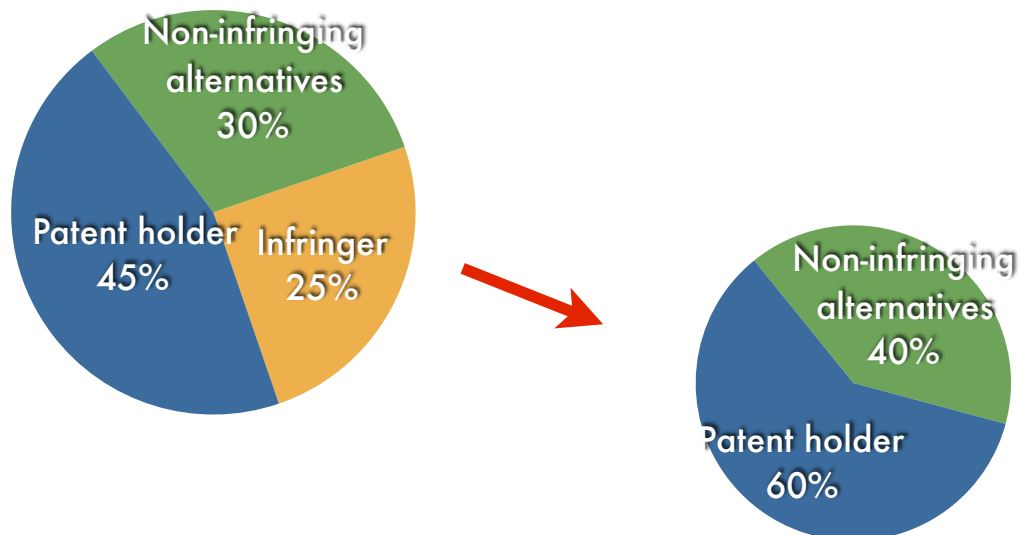 Non-infringing
alternatives
30%
Patent holder
45%
Infringer
25%
Non-infringing
alternatives
40%
Patent holder
60%